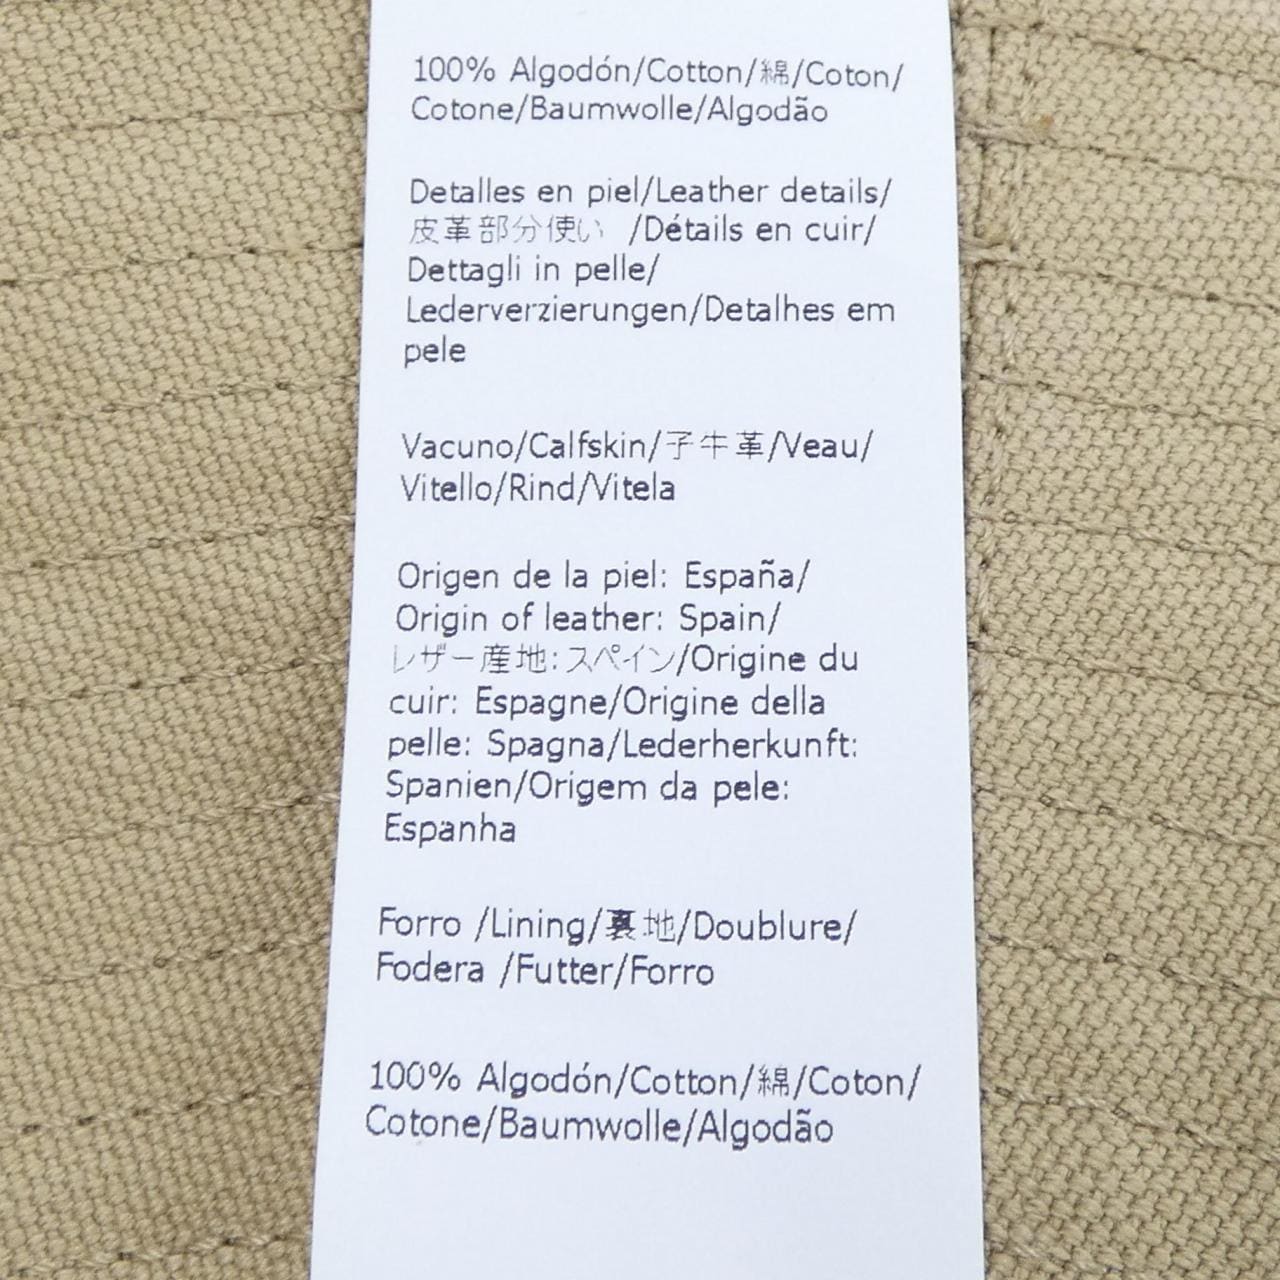 100% Algodón/Cotton/綿/Coton/
Cotone/Baumwolle/Algodão
Detalles en piel/Leather details/
皮革部分使い /Détails en cuir/
Dettagli in pelle/
Lederverzierungen/Detalhes em
pele
Vacuno/Calfskin/子牛革/Veau/
Vitello/Rind/Vitela
Origen de la piel: España/
Origin of leather: Spain/
レザー産地:スペイン/Origine du
cuir: Espagne/Origine della
pelle: Spagna/Lederherkunft:
Spanien/Origem da pele:
Espanha
Forro /Lining/裏地/Doublure/
Fodera /Futter/Forro
100% Algodón/Cotton/綿/Coton/
Cotone/Baumwolle/Algodão